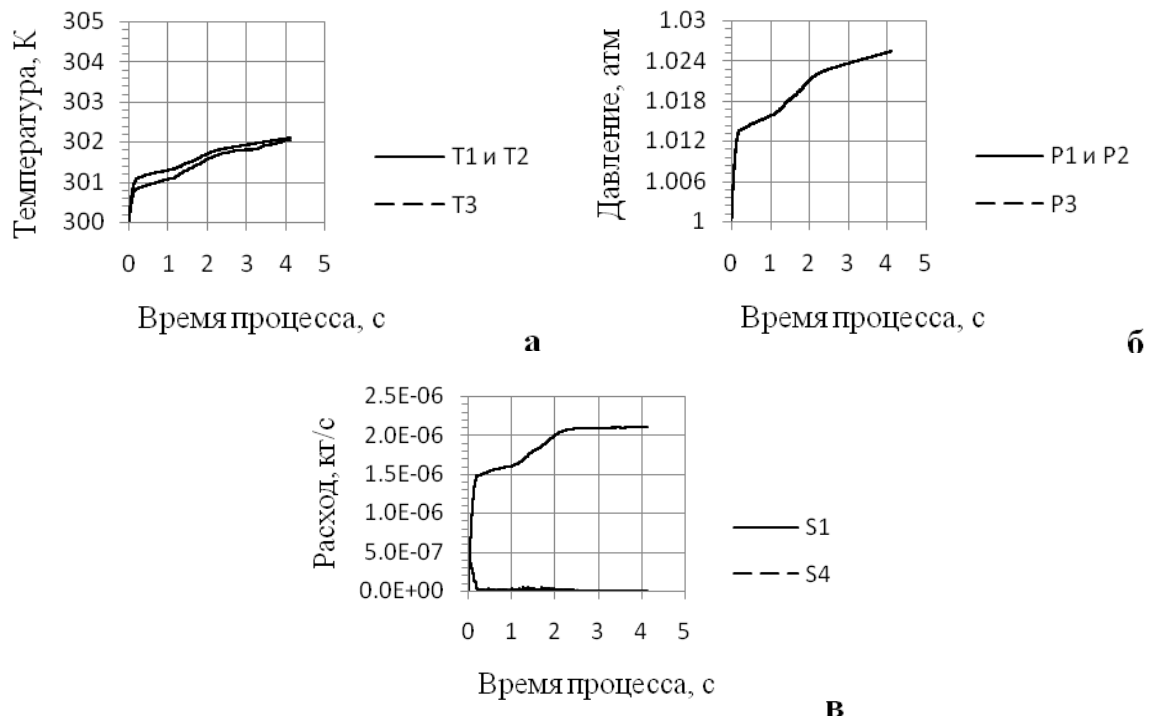 Температура, К
305
304
303
302
301
300
0 1 2 3 4 5
Время процесса, с
T1 и T2
T3
а
Давление, атм
1.03
1.024
1.018
1.012
1.006
1
0 1 2 3 4 5
Время процесса, с
P1 и P2
P3
б
Расход, кг/с
2.5E-06
2.0E-06
1.5E-06
1.0E-06
5.0E-07
0.0E+00
0 1 2 3 4 5
Время процесса, с
S1
S4
в